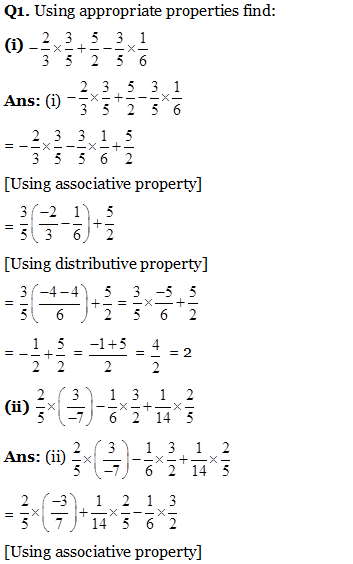 Q1. Using appropriate properties find:
(i) −2/3 × 3/5 + 5/2 − 3/5 × 1/6
Ans: (i) −2/3 × 3/5 + 5/2 − 3/5 × 1/6
= −2/3 × 3/5 − 3/5 × 1/6 + 5/2
[Using associative property]
= 3/5 (−2/3 − 1/6) + 5/2
[Using distributive property]
= 3/5 ((−4−4)/6) + 5/2 = 3/5 × −5/6 + 5/2
= −1/2 + 5/2 = (−1+5)/2 = 4/2 = 2
(ii) 2/5 × (3/−7) − 1/6 × 3/2 + 1/14 × 2/5
Ans: (ii) 2/5 × (3/−7) − 1/6 × 3/2 + 1/14 × 2/5
= 2/5 × (−3/7) + 1/14 × 2/5 − 1/6 × 3/2
[Using associative property]